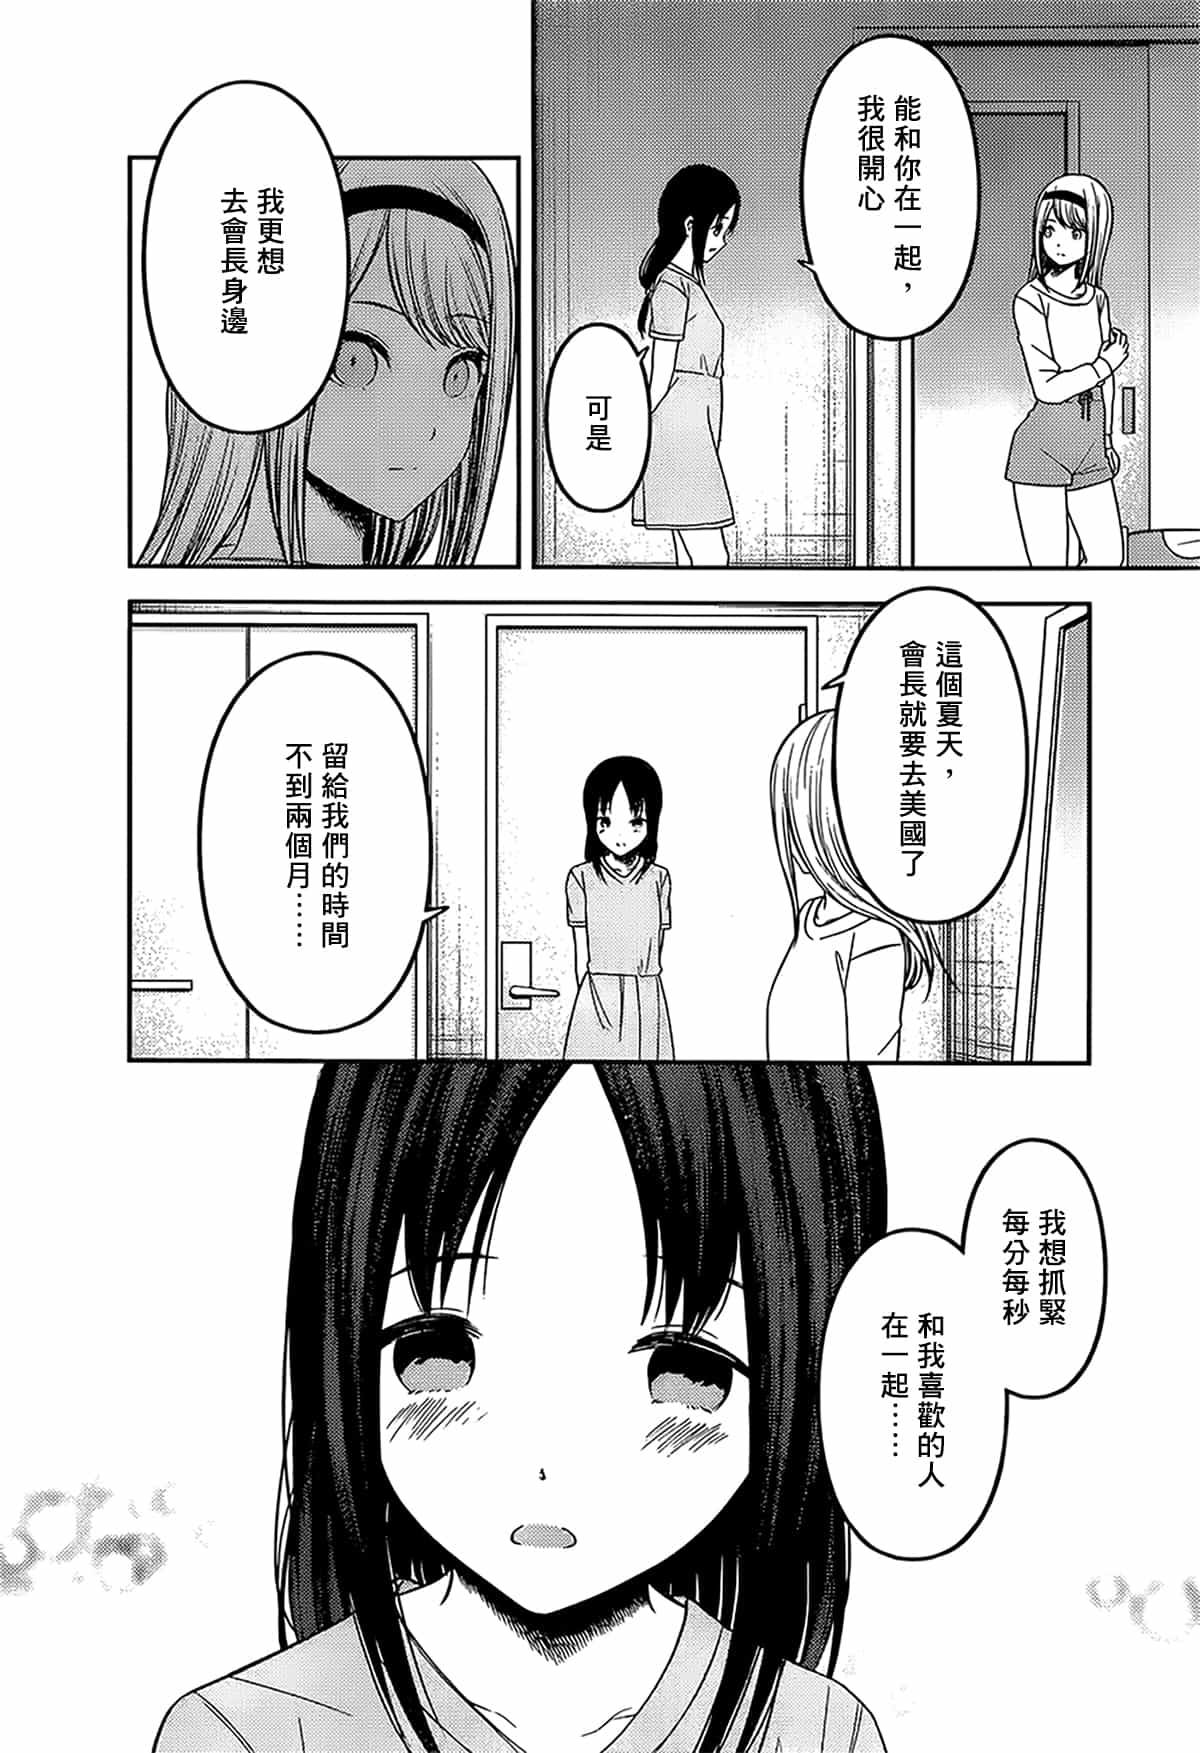 能和你在一起，
我很開心
可是
我更想
去會長身邊
這個夏天，
會長就要去美國了
留給我們的時間
不到兩個月……
我想抓緊
每分每秒
和我喜歡的人
在一起……